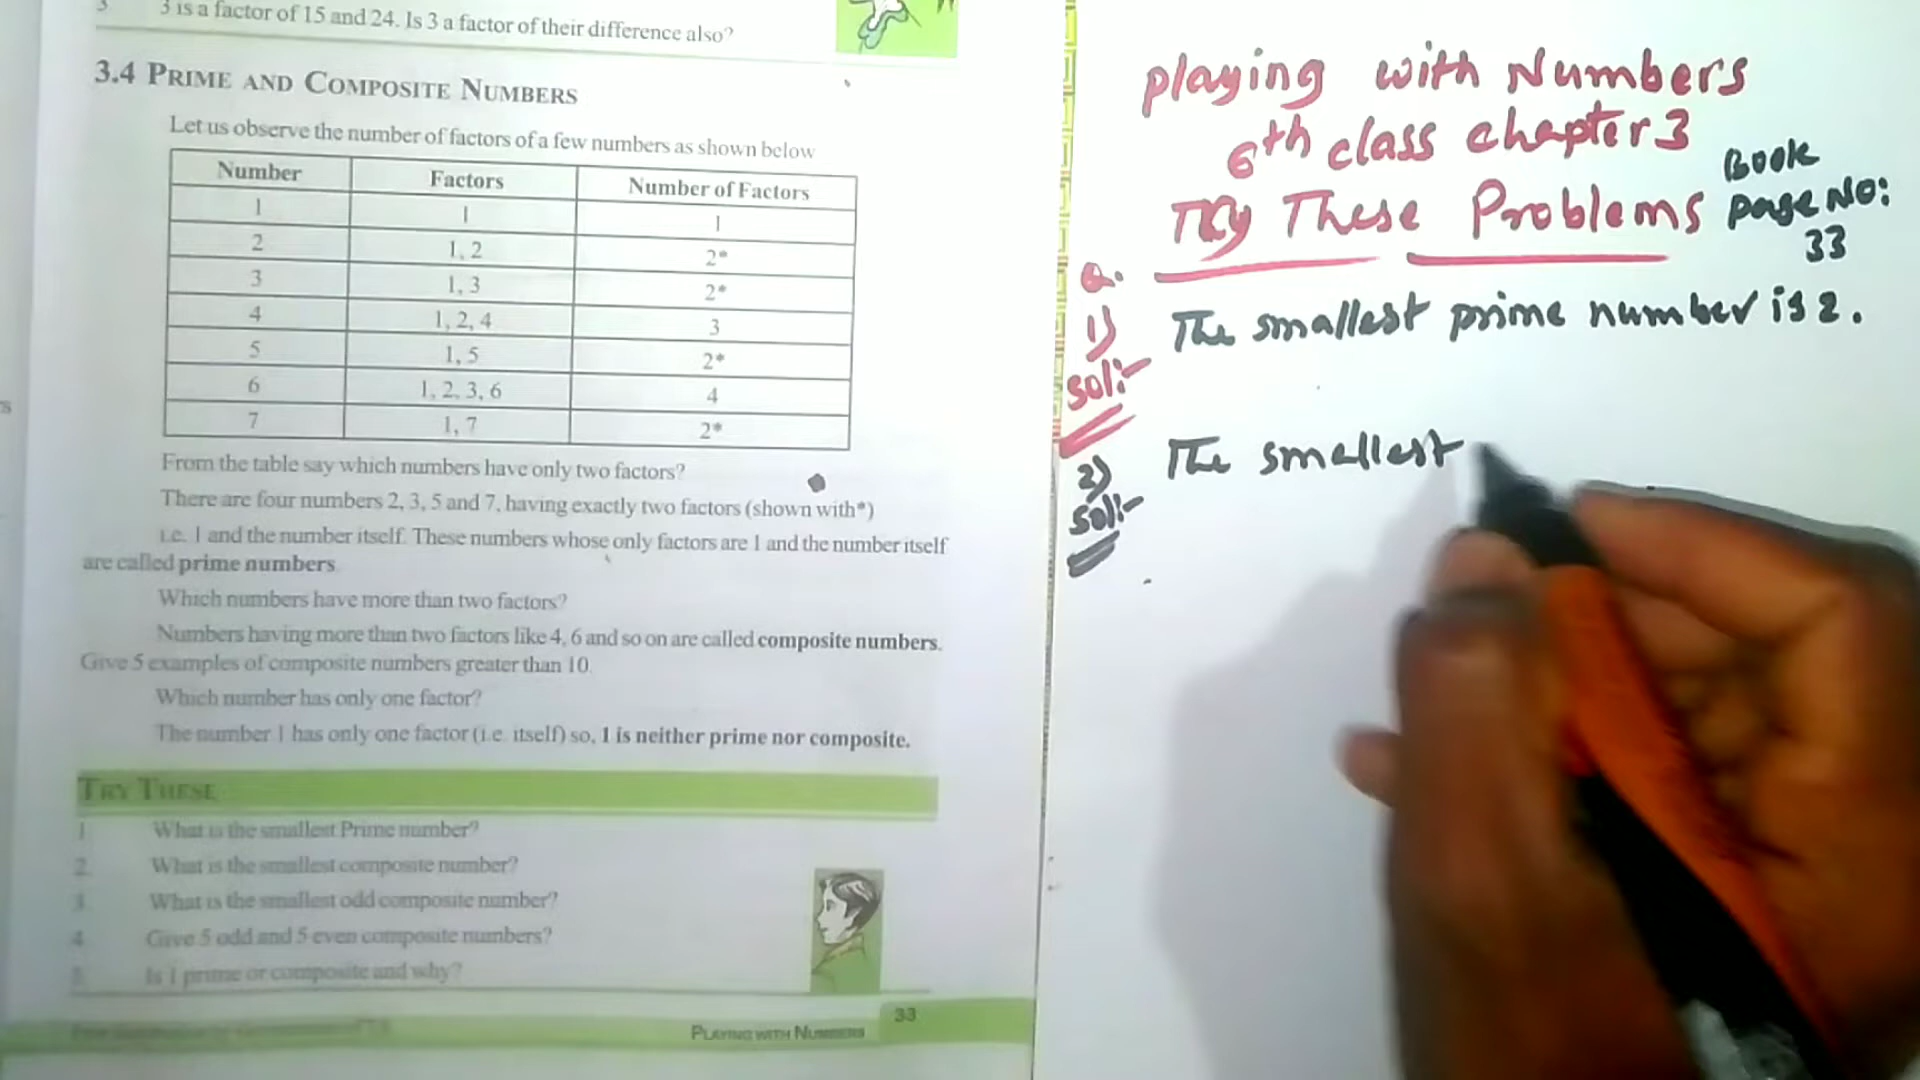 3 3 is a factor of 15 and 24. Is 3 a factor of their difference also?
3.4 PRIME AND COMPOSITE NUMBERS
Let us observe the number of factors of a few numbers as shown below
Number Factors Number of Factors
1 1 1
2 1, 2 2*
3 1, 3 2*
4 1, 2, 4 3
5 1, 5 2*
6 1, 2, 3, 6 4
7 1, 7 2*
From the table say which numbers have only two factors?
There are four numbers 2, 3, 5 and 7, having exactly two factors (shown with*)
i.e. 1 and the number itself. These numbers whose only factors are 1 and the number itself
are called prime numbers.
Which numbers have more than two factors?
Numbers having more than two factors like 4, 6 and so on are called composite numbers.
Give 5 examples of composite numbers greater than 10.
Which number has only one factor?
The number 1 has only one factor (i.e. itself) so, 1 is neither prime nor composite.
TRY THESE
1. What is the smallest Prime number?
2. What is the smallest composite number?
3. What is the smallest odd composite number?
4. Give 5 odd and 5 even composite numbers?
5. Is 1 prime or composite and why?
PLAYING WITH NUMBERS 33
Playing with Numbers
6th class chapter 3
Try These Problems
Book
page No:
33
Q.
1) The smallest prime number is 2.
Sol:-
2) The smallest
Sol:-